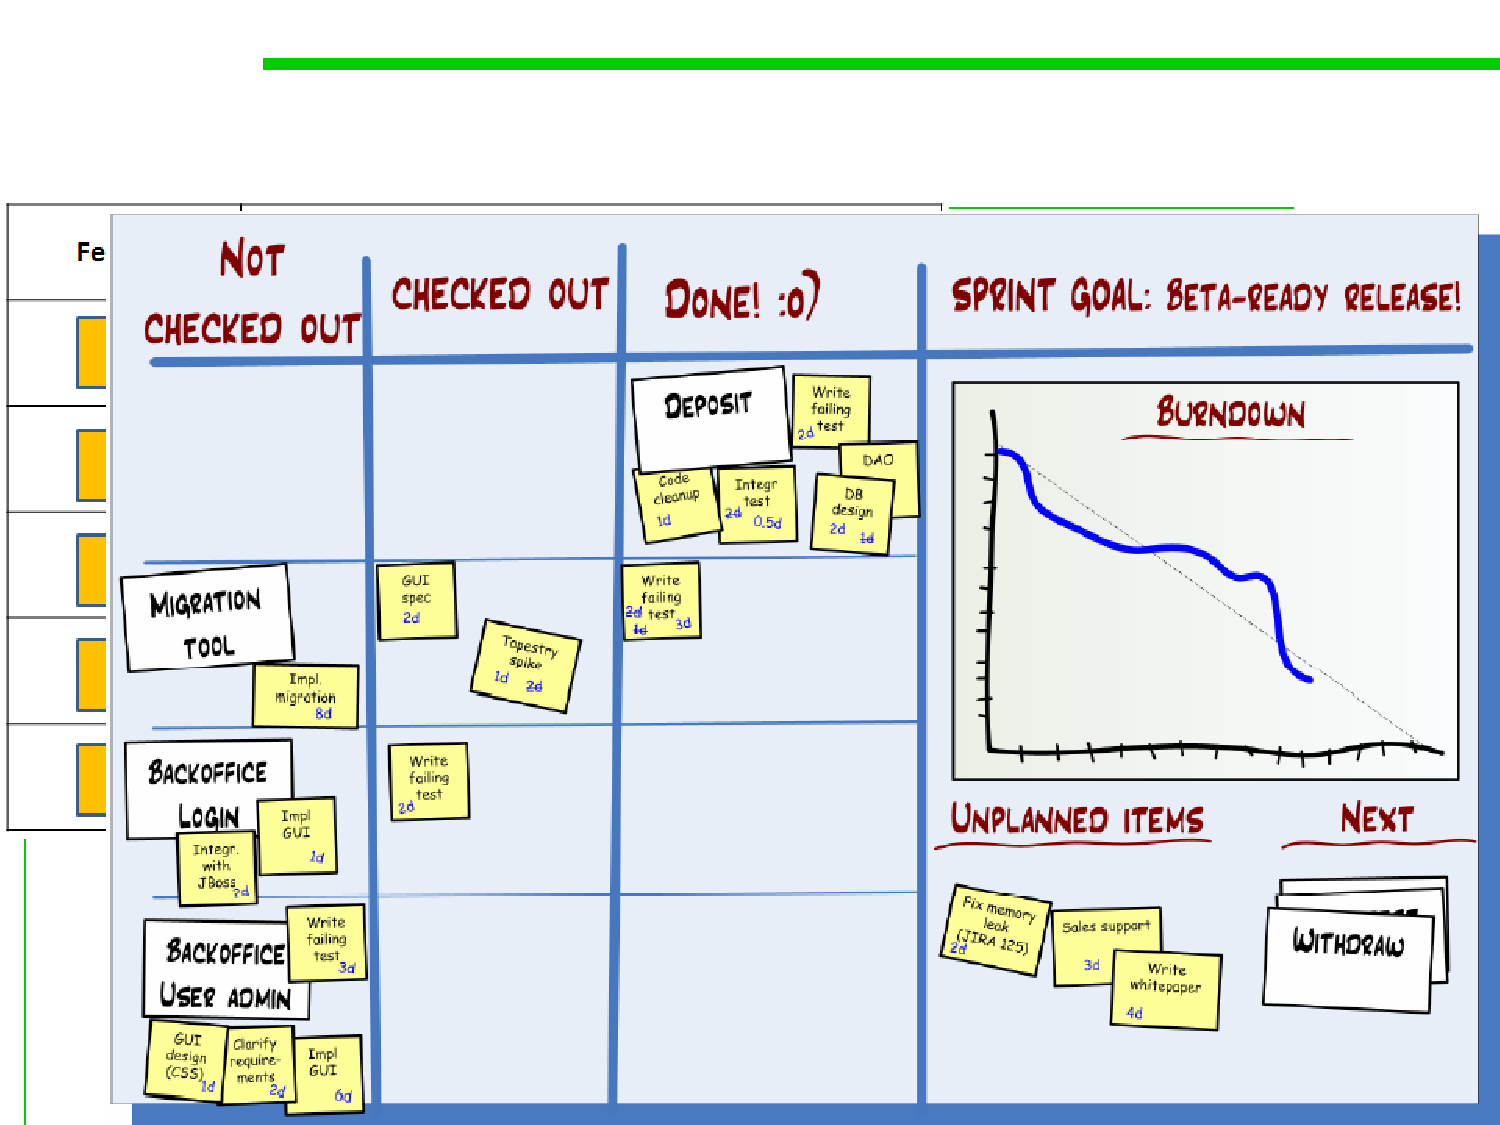 Fe
NOT
CHECKED OUT
CHECKED OUT
DONE! :o)
SPRINT GOAL: BETA-READY RELEASE!
DEPOSIT
Write
failing
test
2d
DAO
Code
cleanup
1d
Integr
test
2d
0.5d
DB
design
2d
1d
BURNDOWN
MIGRATION
TOOL
Impl.
migration
8d
GUI
spec
2d
Tapestry
spike
1d 2d
Write
failing
test
2d
1d
3d
BACKOFFICE
LOGIN
Impl
GUI
1d
Integr.
with
JBoss
2d
Write
failing
test
2d
BACKOFFICE
USER ADMIN
Write
failing
test
3d
GUI
design
(CSS)
1d
Clarify
require-
ments
2d
Impl
GUI
6d
UNPLANNED ITEMS
NEXT
Fix memory
leak
(JIRA 125)
2d
Sales support
3d
Write
whitepaper
4d
WITHDRAW